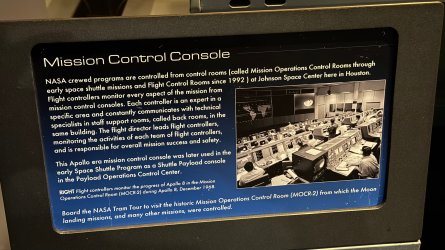 Mission Control Console
NASA crewed programs are controlled from control rooms (called Mission Operations Control Rooms through
early space shuttle missions and Flight Control Rooms since 1992) at Johnson Space Center here in Houston.
Flight controllers monitor every aspect of the mission from
mission control consoles. Each controller is an expert in a
specific area and constantly communicates with technical
specialists in staff support rooms, called back rooms, in the
same building. The flight director leads flight controllers,
monitoring the activities of each team of flight controllers,
and is responsible for overall mission success and safety.
This Apollo era mission control console was later used in the
early Space Shuttle Program as a Shuttle Payload console
in the Payload Operations Control Center.
RIGHT Flight controllers monitor the progress of Apollo 8 in the Mission
Operations Control Room (MOCR-2) during Apollo 8, December 1968.
Board the NASA Tram Tour to visit the historic Mission Operations Control Room (MOCR-2) from which the Moon
landing missions, and many other missions, were controlled.